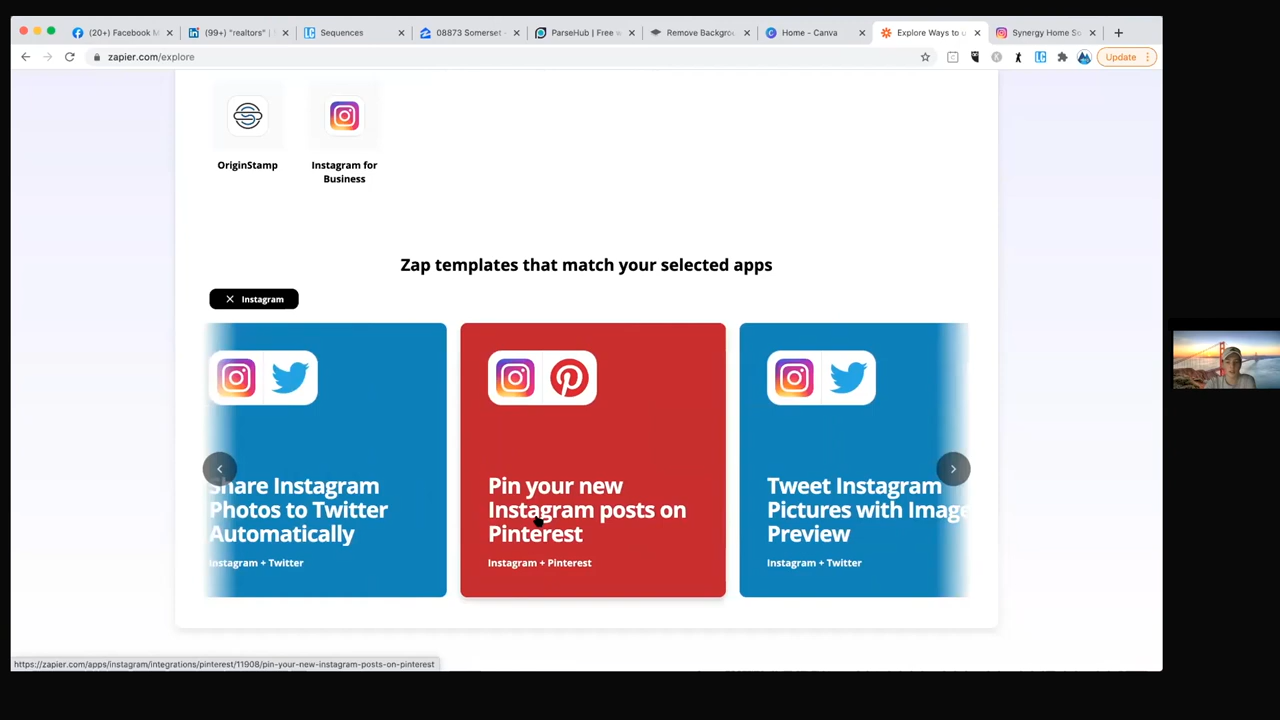 (20+) Facebook M
(99+) "realtors" |
Sequences
08873 Somerset -
ParseHub | Free w
Remove Backgrou
Home - Canva
Explore Ways to u
Synergy Home So
zapier.com/explore
Update
OriginStamp
Instagram for
Business
Zap templates that match your selected apps
Instagram
Share Instagram
Photos to Twitter
Automatically
Instagram + Twitter
Pin your new
Instagram posts on
Pinterest
Instagram + Pinterest
Tweet Instagram
Pictures with Image
Preview
Instagram + Twitter
https://zapier.com/apps/instagram/integrations/pinterest/11908/pin-your-new-instagram-posts-on-pinterest